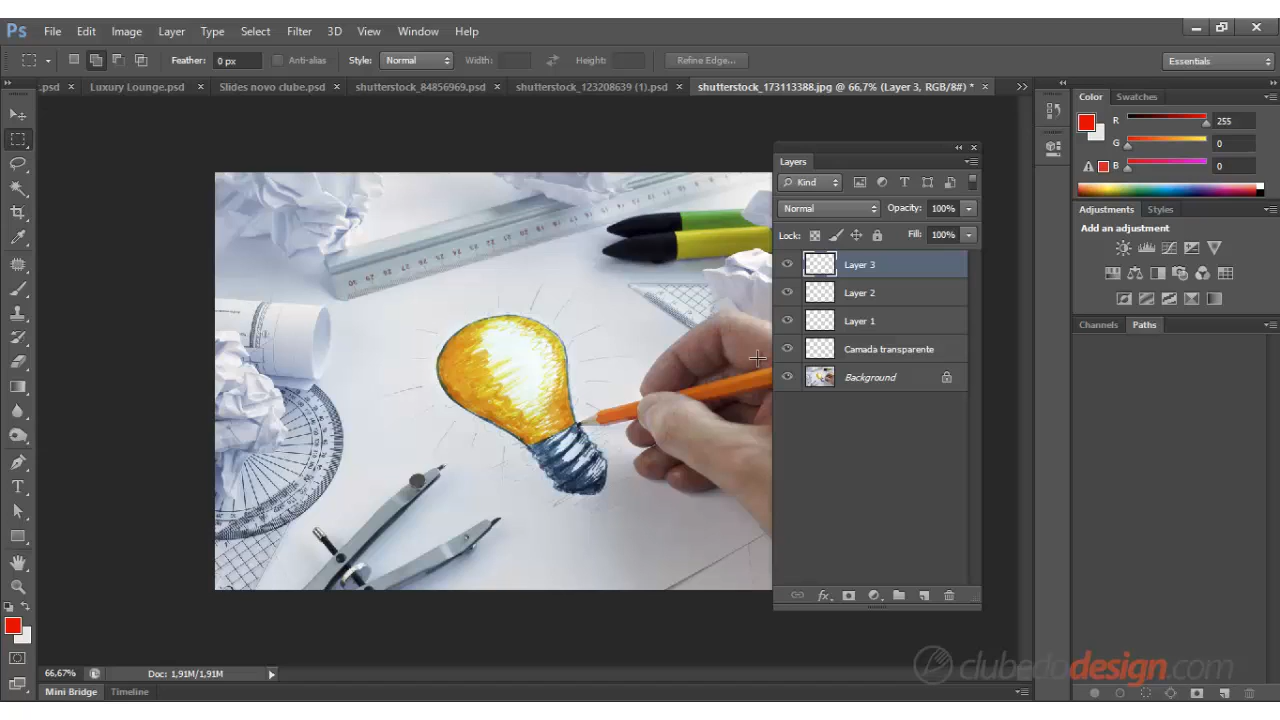 Ps File Edit Image Layer Type Select Filter 3D View Window Help
Feather: 0 px Anti-alias Style: Normal Width: Height: Refine Edge... Essentials
.psd × Luxury Lounge.psd × Slides novo clube.psd × shutterstock_84856969.psd × shutterstock_123208639 (1).psd × shutterstock_173113388.jpg @ 66,7% (Layer 3, RGB/8#) * ×
Color Swatches
R 255
G 0
B 0
Adjustments Styles
Add an adjustment
Channels Paths
Layers
Kind
Normal Opacity: 100%
Lock: Fill: 100%
Layer 3
Layer 2
Layer 1
Camada transparente
Background
fx
66,67% Doc: 1,91M/1,91M
Mini Bridge Timeline
clubedodesign.com